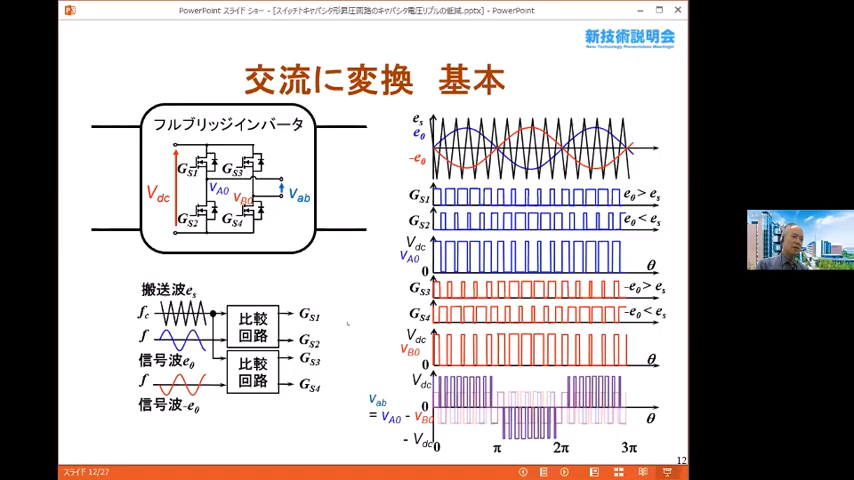 PowerPoint スライド ショー - [スイッチトキャパシタ形昇圧回路のキャパシタ電圧リプルの低減.pptx] - PowerPoint
新技術説明会
New Technology Presentation Meetings!
交流に変換 基本
フルブリッジインバータ
GS1
GS3
Vdc
vA0
vB0
Vab
GS2
GS4
搬送波es
fc
f
信号波e0
f
信号波-e0
比較
回路
比較
回路
GS1
GS2
GS3
GS4
es
e0
-e0
GS1
e0 > es
GS2
e0 < es
Vdc
vA0
0
θ
GS3
-e0 > es
GS4
-e0 < es
Vdc
vB0
0
θ
Vdc
vab
= vA0 - vB0
0
θ
- Vdc
0
π
2π
3π
12
スライド 12/27